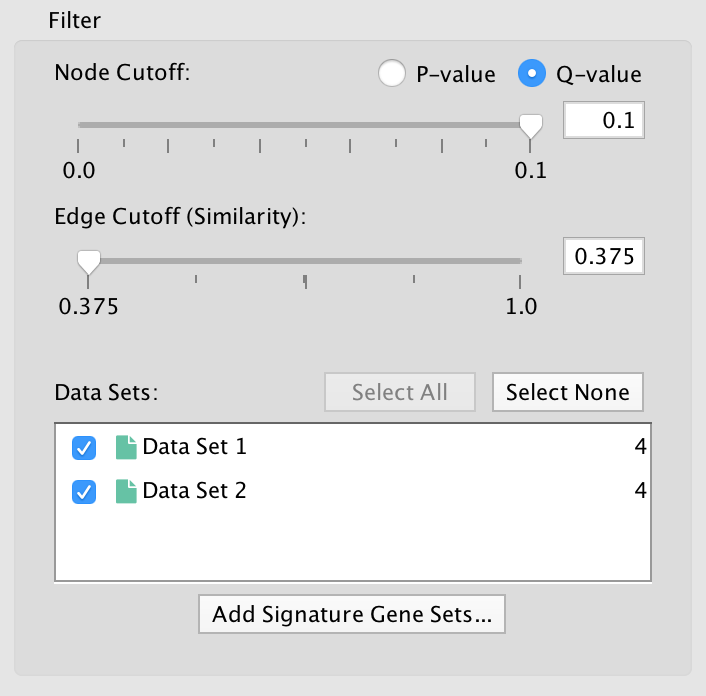 Filter
Node Cutoff: P-value Q-value
0.1
0.0 0.1
Edge Cutoff (Similarity):
0.375
0.375 1.0
Data Sets: Select All Select None
Data Set 1 4
Data Set 2 4
Add Signature Gene Sets...